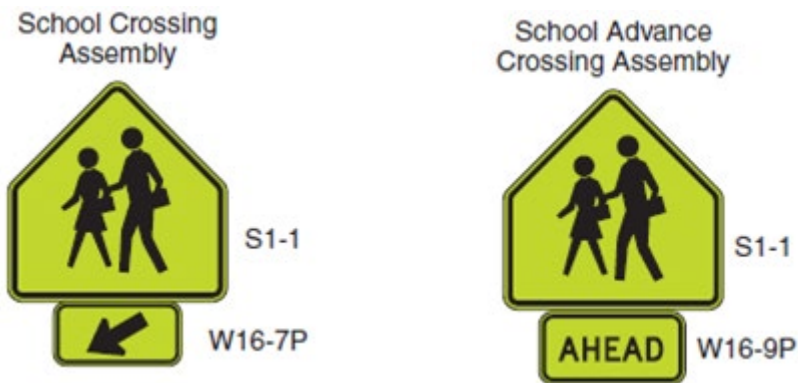 School Crossing
Assembly
S1-1
W16-7P
School Advance
Crossing Assembly
S1-1
AHEAD
W16-9P